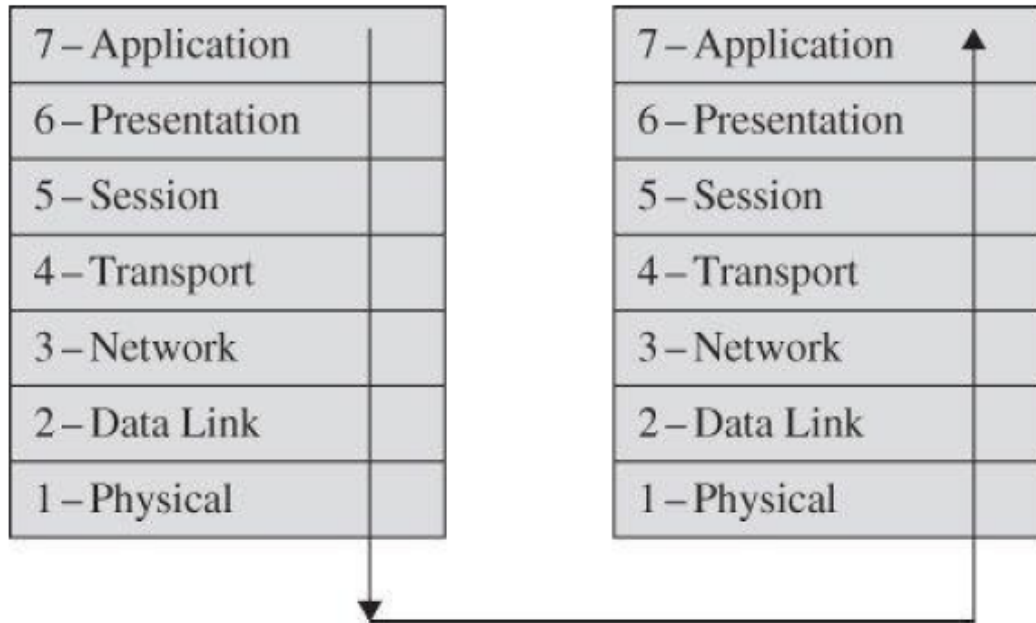 7 – Application
6 – Presentation
5 – Session
4 – Transport
3 – Network
2 – Data Link
1 – Physical
7 – Application
6 – Presentation
5 – Session
4 – Transport
3 – Network
2 – Data Link
1 – Physical